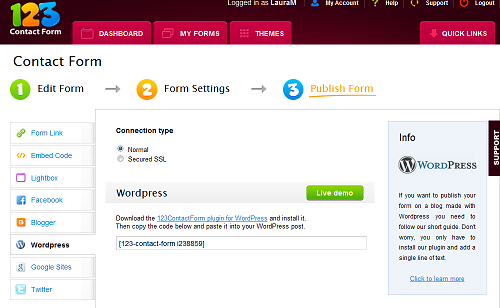 Logged in as LauraM
My Account
Help
Support
Logout
123
Contact Form
DASHBOARD
MY FORMS
THEMES
QUICK LINKS
Contact Form
1 Edit Form
2 Form Settings
3 Publish Form
Form Link
Embed Code
Lightbox
Facebook
Blogger
Wordpress
Google Sites
Twitter
Connection type
Normal
Secured SSL
Wordpress
Live demo
Download the 123ContactForm plugin for WordPress and install it.
Then copy the code below and paste it into your WordPress post.
[123-contact-form i238859]
Info
WORDPRESS
If you want to publish your
form on a blog made with
Wordpress you need to
follow our short guide. Don't
worry, you only have to
install our plugin and add a
single line of text.
Click to learn more
SUPPORT